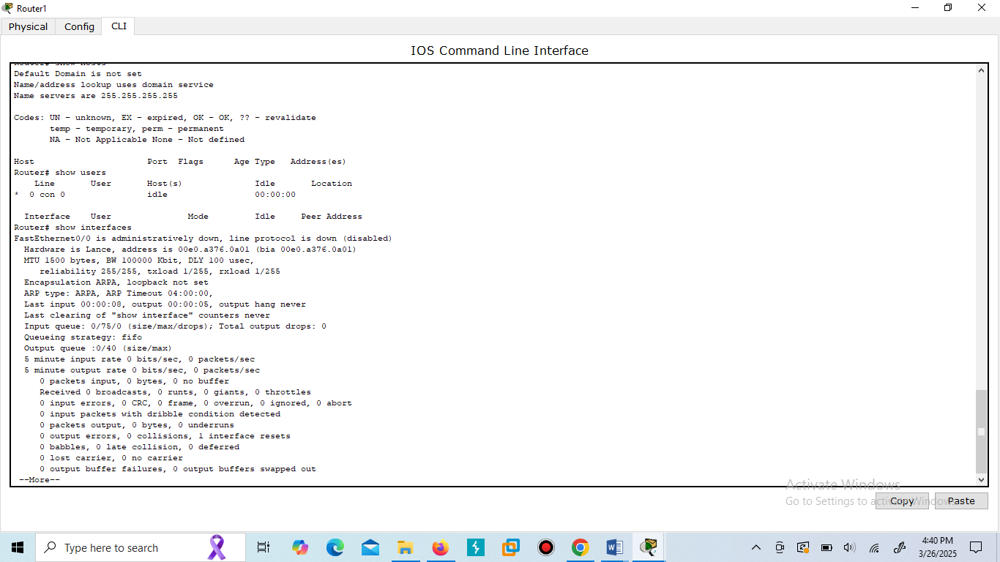 Router1
Physical Config CLI
IOS Command Line Interface
Router# show hosts
Default Domain is not set
Name/address lookup uses domain service
Name servers are 255.255.255.255
Codes: UN - unknown, EX - expired, OK - OK, ?? - revalidate
temp - temporary, perm - permanent
NA - Not Applicable None - Not defined
Host Port Flags Age Type Address(es)
Router# show users
Line User Host(s) Idle Location
* 0 con 0 idle 00:00:00
Interface User Mode Idle Peer Address
Router# show interfaces
FastEthernet0/0 is administratively down, line protocol is down (disabled)
Hardware is Lance, address is 00e0.a376.0a01 (bia 00e0.a376.0a01)
MTU 1500 bytes, BW 100000 Kbit, DLY 100 usec,
reliability 255/255, txload 1/255, rxload 1/255
Encapsulation ARPA, loopback not set
ARP type: ARPA, ARP Timeout 04:00:00,
Last input 00:00:08, output 00:00:05, output hang never
Last clearing of "show interface" counters never
Input queue: 0/75/0 (size/max/drops); Total output drops: 0
Queueing strategy: fifo
Output queue :0/40 (size/max)
5 minute input rate 0 bits/sec, 0 packets/sec
5 minute output rate 0 bits/sec, 0 packets/sec
0 packets input, 0 bytes, 0 no buffer
Received 0 broadcasts, 0 runts, 0 giants, 0 throttles
0 input errors, 0 CRC, 0 frame, 0 overrun, 0 ignored, 0 abort
0 input packets with dribble condition detected
0 packets output, 0 bytes, 0 underruns
0 output errors, 0 collisions, 1 interface resets
0 babbles, 0 late collision, 0 deferred
0 lost carrier, 0 no carrier
0 output buffer failures, 0 output buffers swapped out
--More--
Activate Windows
Go to Settings to activate Windows.
Copy Paste
Type here to search
4:40 PM
3/26/2025